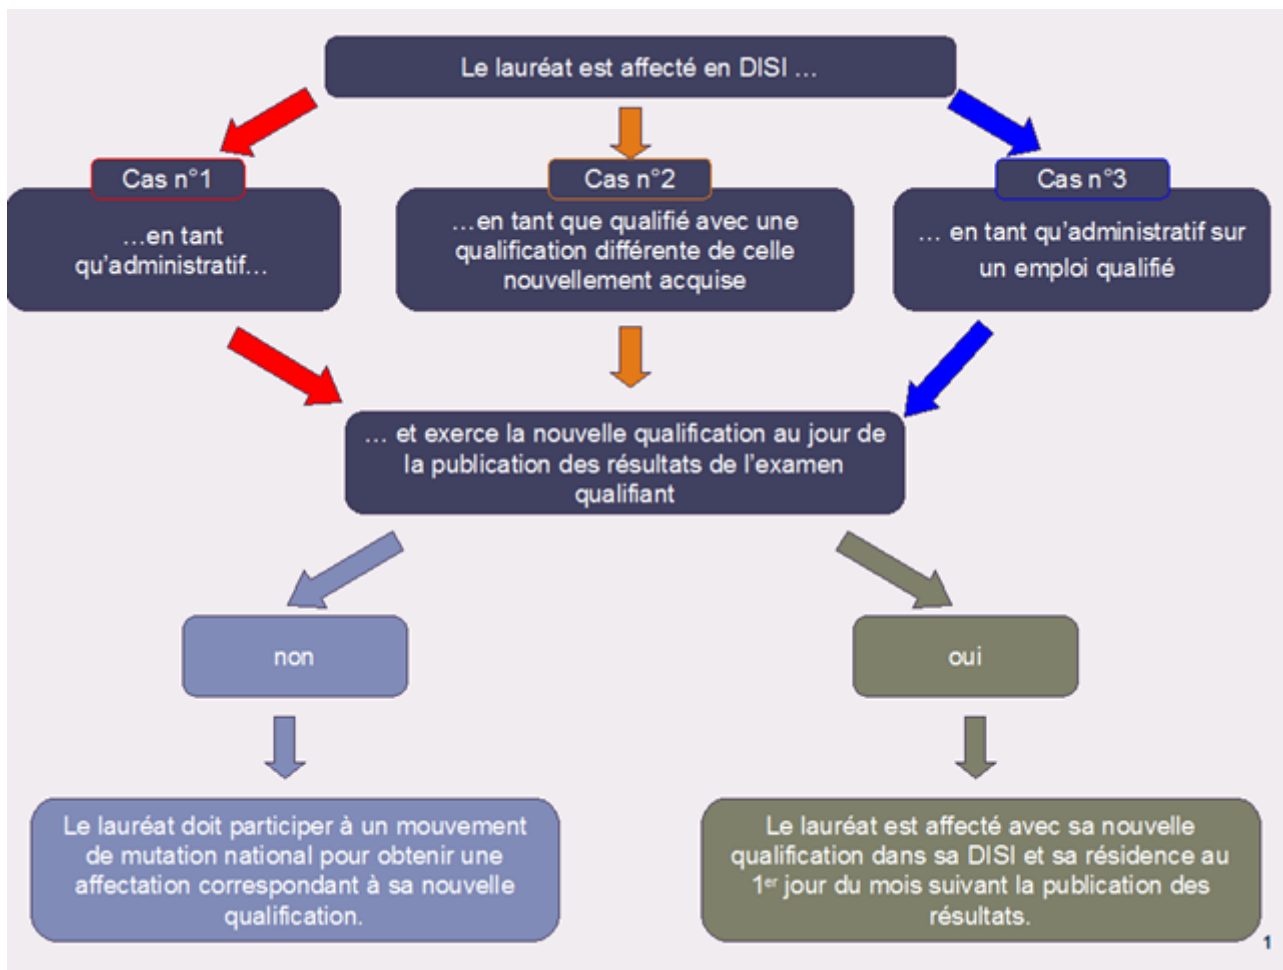 Le lauréat est affecté en DISI …
Cas n°1
…en tant
qu'administratif…
Cas n°2
…en tant que qualifié avec une
qualification différente de celle
nouvellement acquise
Cas n°3
… en tant qu'administratif sur
un emploi qualifié
… et exerce la nouvelle qualification au jour de
la publication des résultats de l'examen
qualifiant
non
oui
Le lauréat doit participer à un mouvement
de mutation national pour obtenir une
affectation correspondant à sa nouvelle
qualification.
Le lauréat est affecté avec sa nouvelle
qualification dans sa DISI et sa résidence au
1er jour du mois suivant la publication des
résultats.
1